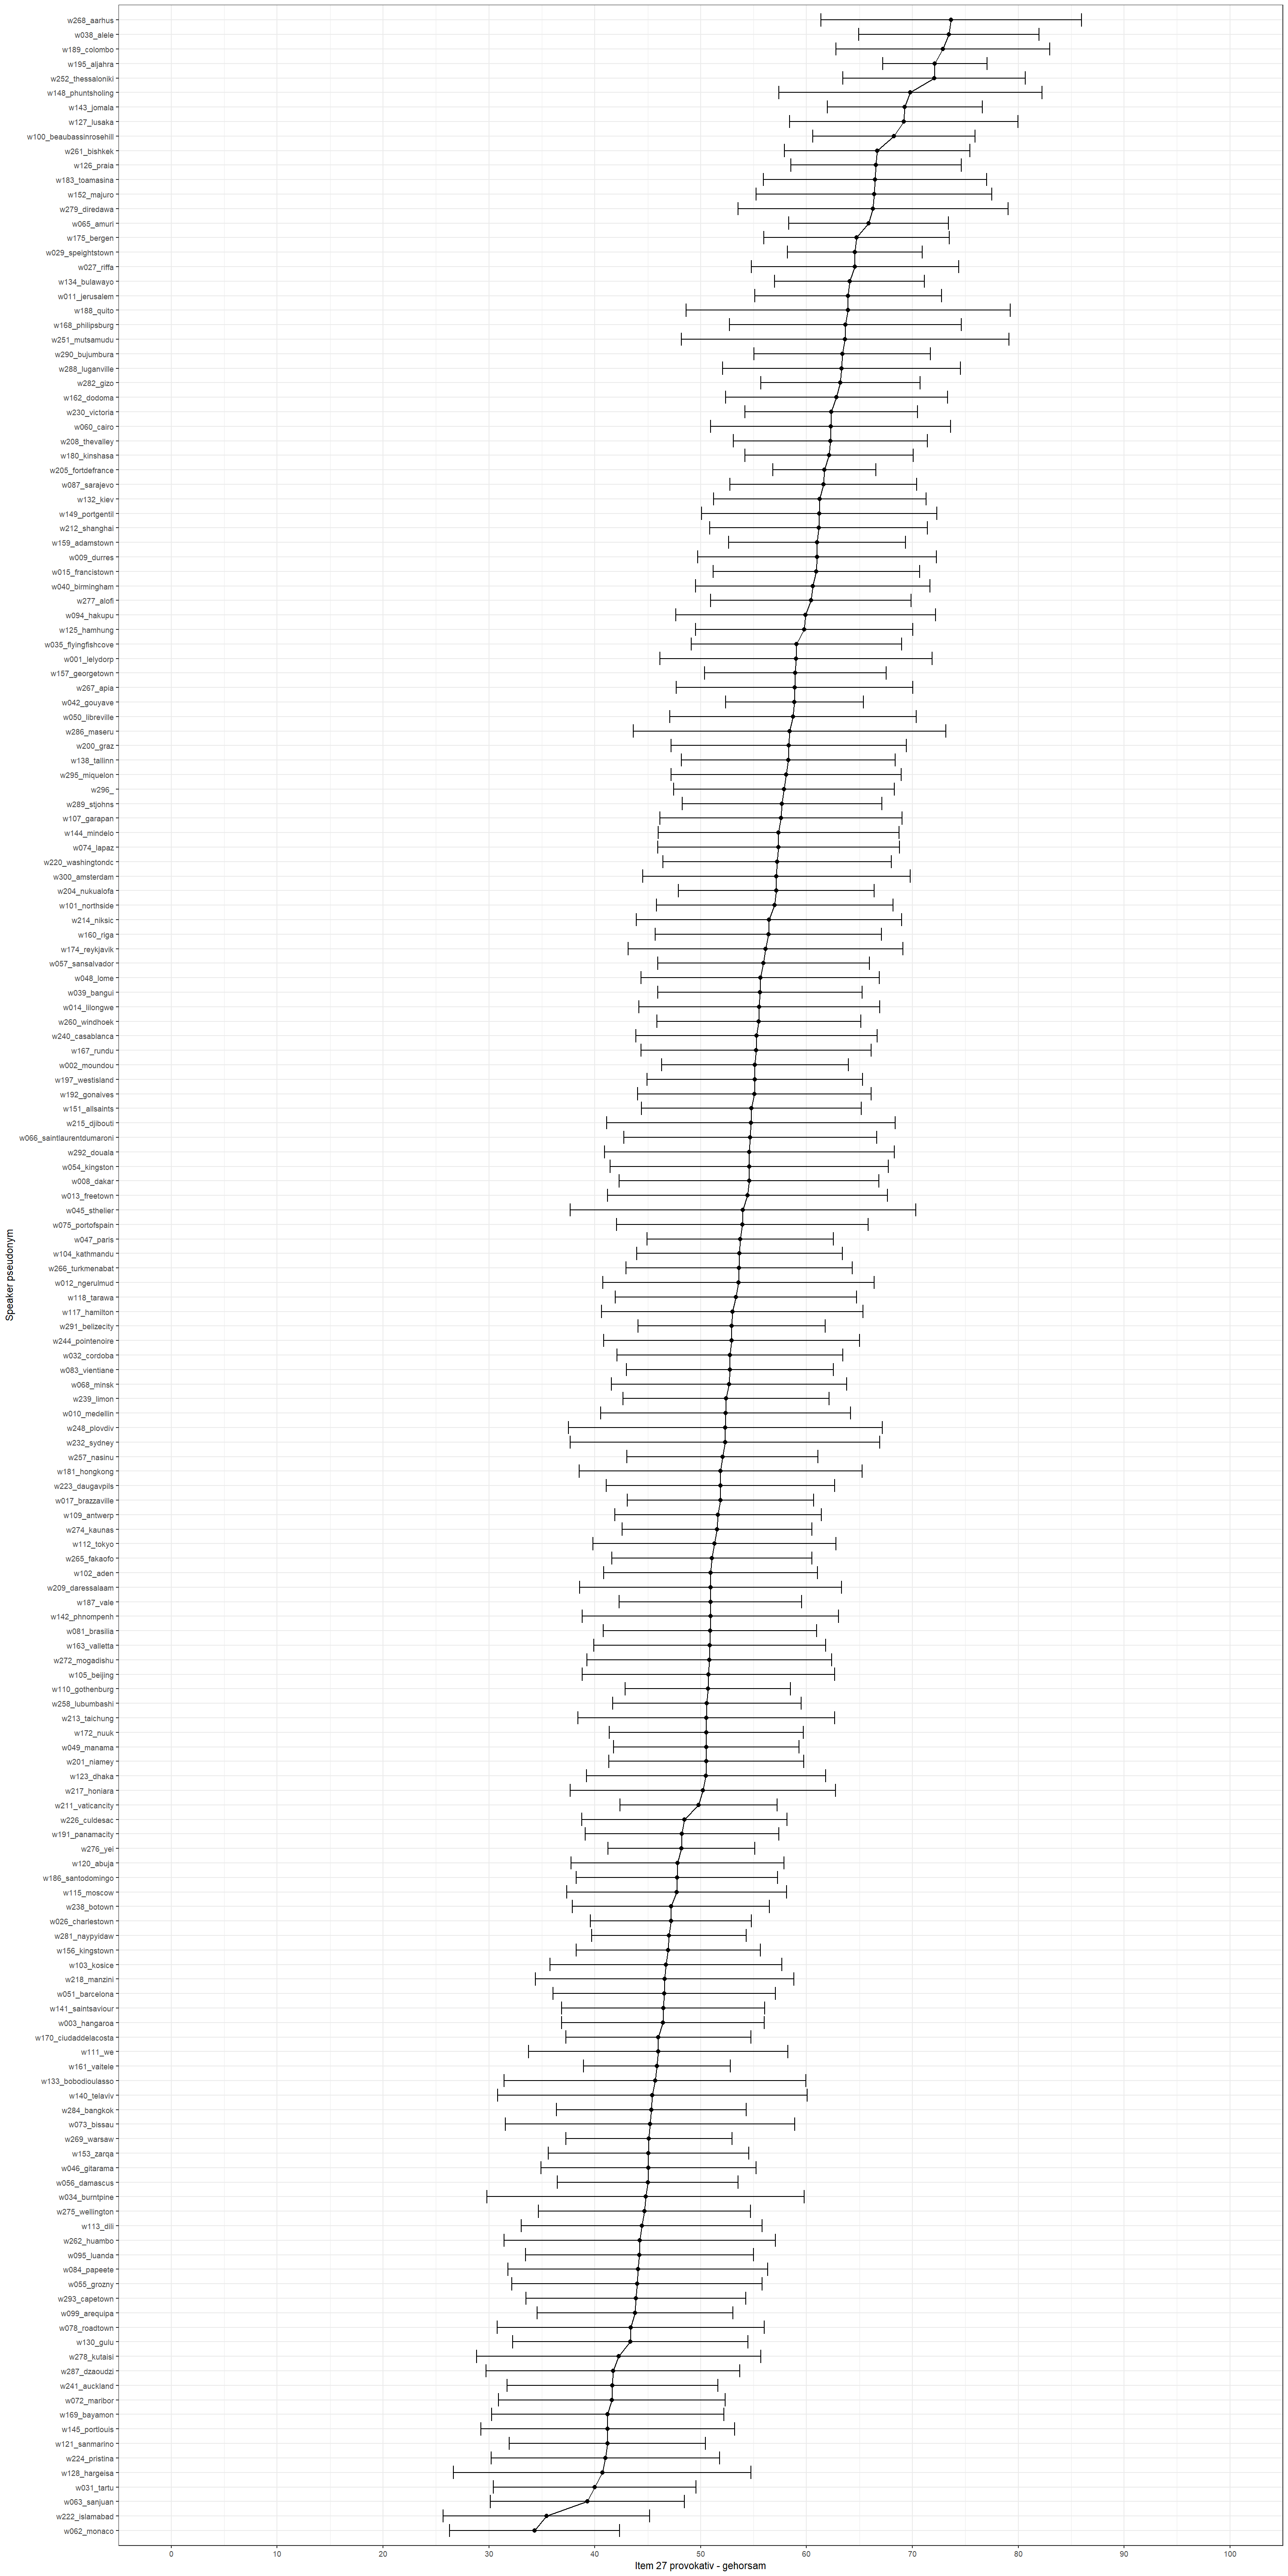 w268_aarhus
w038_alele
w189_colombo
w195_aljahra
w252_thessaloniki
w148_phuntsholing
w143_jomala
w127_lusaka
w100_beaubassinrosehill
w261_bishkek
w126_praia
w183_toamasina
w152_majuro
w279_diredawa
w065_amuri
w175_bergen
w029_speightstown
w027_riffa
w134_bulawayo
w011_jerusalem
w188_quito
w168_philipsburg
w251_mutsamudu
w290_bujumbura
w288_luganville
w282_gizo
w162_dodoma
w230_victoria
w060_cairo
w208_thevalley
w180_kinshasa
w205_fortdefrance
w087_sarajevo
w132_kiev
w149_portgentil
w212_shanghai
w159_adamstown
w009_durres
w015_francistown
w040_birmingham
w277_alofi
w094_hakupu
w125_hamhung
w035_flyingfishcove
w001_lelydorp
w157_georgetown
w267_apia
w042_gouyave
w050_libreville
w286_maseru
w200_graz
w138_tallinn
w295_miquelon
w296_
w289_stjohns
w107_garapan
w144_mindelo
w074_lapaz
w220_washingtondc
w300_amsterdam
w204_nukualofa
w101_northside
w214_niksic
w160_riga
w174_reykjavik
w057_sansalvador
w048_lome
w039_bangui
w014_lilongwe
w260_windhoek
w240_casablanca
w167_rundu
w002_moundou
w197_westisland
w192_gonaives
w151_allsaints
w215_djibouti
w066_saintlaurentdumaroni
w292_douala
w054_kingston
w008_dakar
w013_freetown
w045_sthelier
w075_portofspain
w047_paris
w104_kathmandu
w266_turkmenabat
w012_ngerulmud
w118_tarawa
w117_hamilton
w291_belizecity
w244_pointenoire
w032_cordoba
w083_vientiane
w068_minsk
w239_limon
w010_medellin
w248_plovdiv
w232_sydney
w257_nasinu
w181_hongkong
w223_daugavpils
w017_brazzaville
w109_antwerp
w274_kaunas
w112_tokyo
w265_fakaofo
w102_aden
w209_daressalaam
w187_vale
w142_phnompenh
w081_brasilia
w163_valletta
w272_mogadishu
w105_beijing
w110_gothenburg
w258_lubumbashi
w213_taichung
w172_nuuk
w049_manama
w201_niamey
w123_dhaka
w217_honiara
w211_vaticancity
w226_culdesac
w191_panamacity
w276_yei
w120_abuja
w186_santodomingo
w115_moscow
w238_botown
w026_charlestown
w281_naypyidaw
w156_kingstown
w103_kosice
w218_manzini
w051_barcelona
w141_saintsaviour
w003_hangaroa
w170_ciudaddelacosta
w111_we
w161_vaitele
w133_bobodioulasso
w140_telaviv
w284_bangkok
w073_bissau
w269_warsaw
w153_zarqa
w046_gitarama
w056_damascus
w034_burntpine
w275_wellington
w113_dili
w262_huambo
w095_luanda
w084_papeete
w055_grozny
w293_capetown
w099_arequipa
w078_roadtown
w130_gulu
w278_kutaisi
w287_dzaoudzi
w241_auckland
w072_maribor
w169_bayamon
w145_portlouis
w121_sanmarino
w224_pristina
w128_hargeisa
w031_tartu
w063_sanjuan
w222_islamabad
w062_monaco
Speaker pseudonym
0 10 20 30 40 50 60 70 80 90 100
Item 27 provokativ - gehorsam